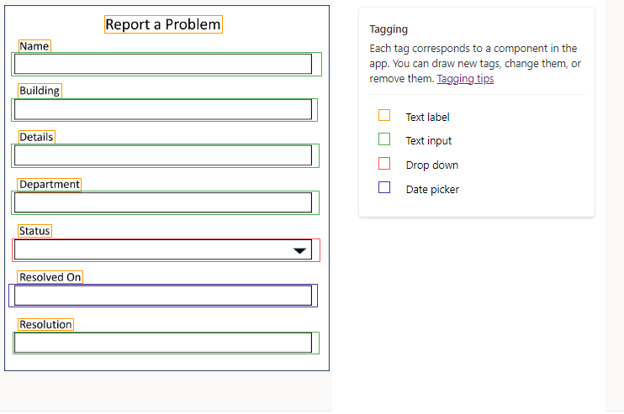 Report a Problem
Name
Building
Details
Department
Status
Resolved On
Resolution
Tagging
Each tag corresponds to a component in the
app. You can draw new tags, change them, or
remove them. Tagging tips
Text label
Text input
Drop down
Date picker